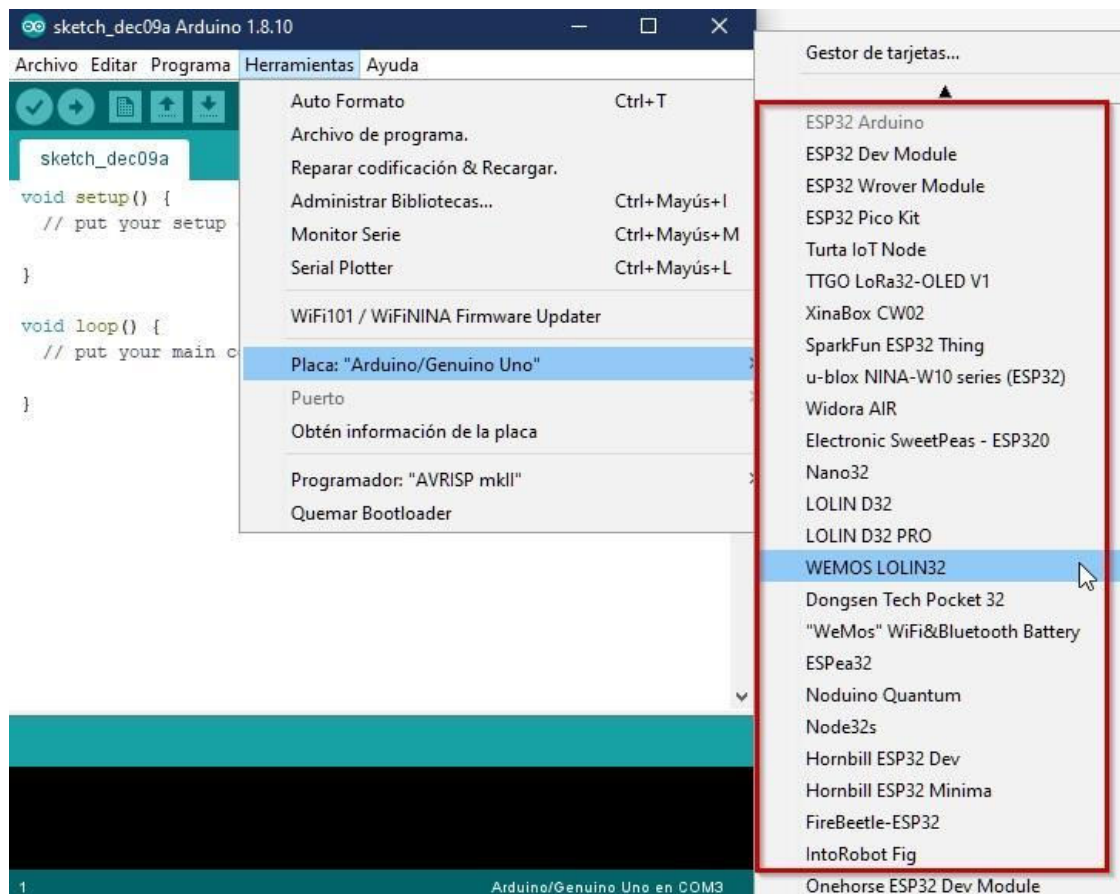 sketch_dec09a Arduino 1.8.10
Archivo Editar Programa Herramientas Ayuda
sketch_dec09a
void setup() {
// put your setup
}
void loop() {
// put your main c
}
Auto Formato Ctrl+T
Archivo de programa.
Reparar codificación & Recargar.
Administrar Bibliotecas... Ctrl+Mayús+I
Monitor Serie Ctrl+Mayús+M
Serial Plotter Ctrl+Mayús+L
WiFi101 / WiFiNINA Firmware Updater
Placa: "Arduino/Genuino Uno"
Puerto
Obtén información de la placa
Programador: "AVRISP mkII"
Quemar Bootloader
Gestor de tarjetas...
ESP32 Arduino
ESP32 Dev Module
ESP32 Wrover Module
ESP32 Pico Kit
Turta IoT Node
TTGO LoRa32-OLED V1
XinaBox CW02
SparkFun ESP32 Thing
u-blox NINA-W10 series (ESP32)
Widora AIR
Electronic SweetPeas - ESP320
Nano32
LOLIN D32
LOLIN D32 PRO
WEMOS LOLIN32
Dongsen Tech Pocket 32
"WeMos" WiFi&Bluetooth Battery
ESPea32
Noduino Quantum
Node32s
Hornbill ESP32 Dev
Hornbill ESP32 Minima
FireBeetle-ESP32
IntoRobot Fig
Onehorse ESP32 Dev Module
1 Arduino/Genuino Uno en COM3